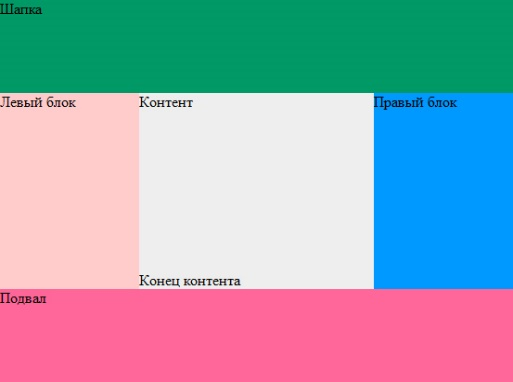 Шапка
Левый блок
Контент
Правый блок
Конец контента
Подвал